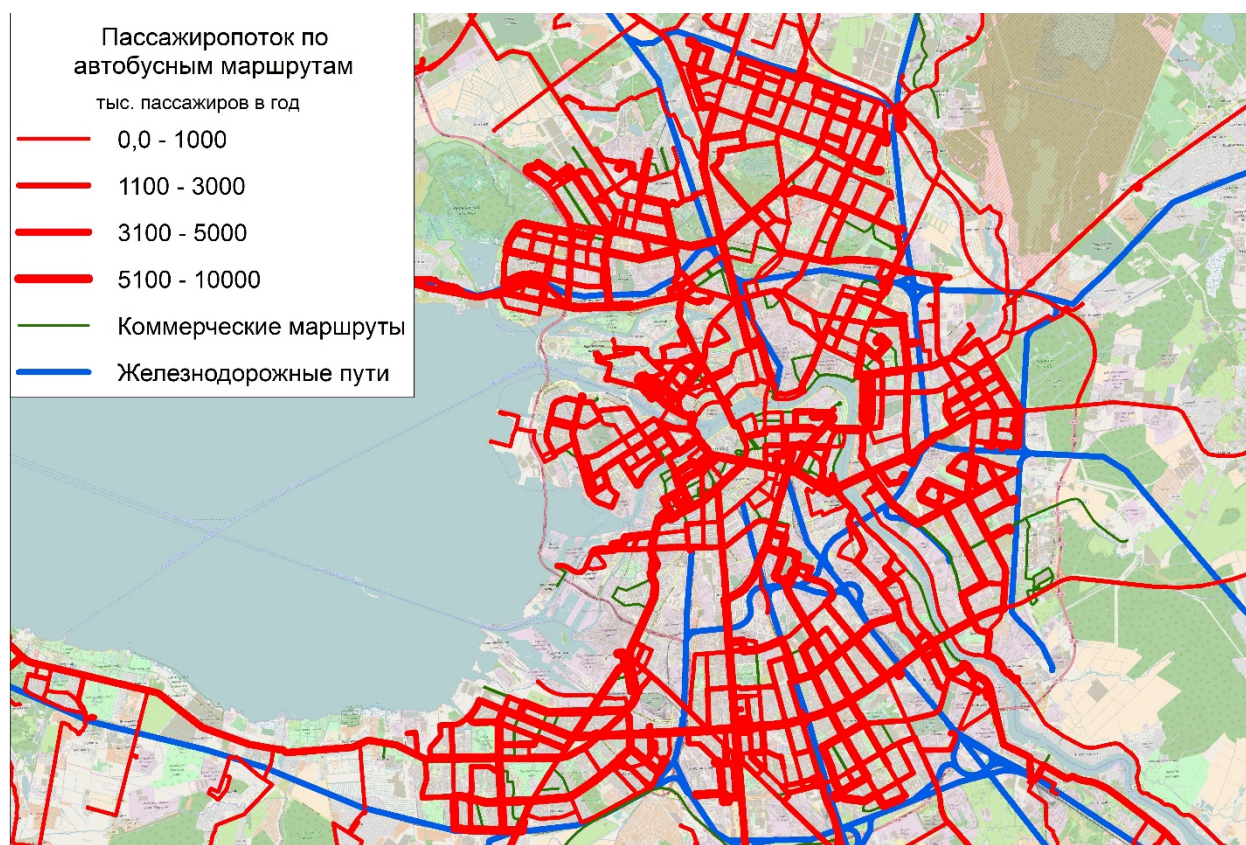 Пассажиропоток по
автобусным маршрутам
тыс. пассажиров в год
0,0 - 1000
1100 - 3000
3100 - 5000
5100 - 10000
Коммерческие маршруты
Железнодорожные пути